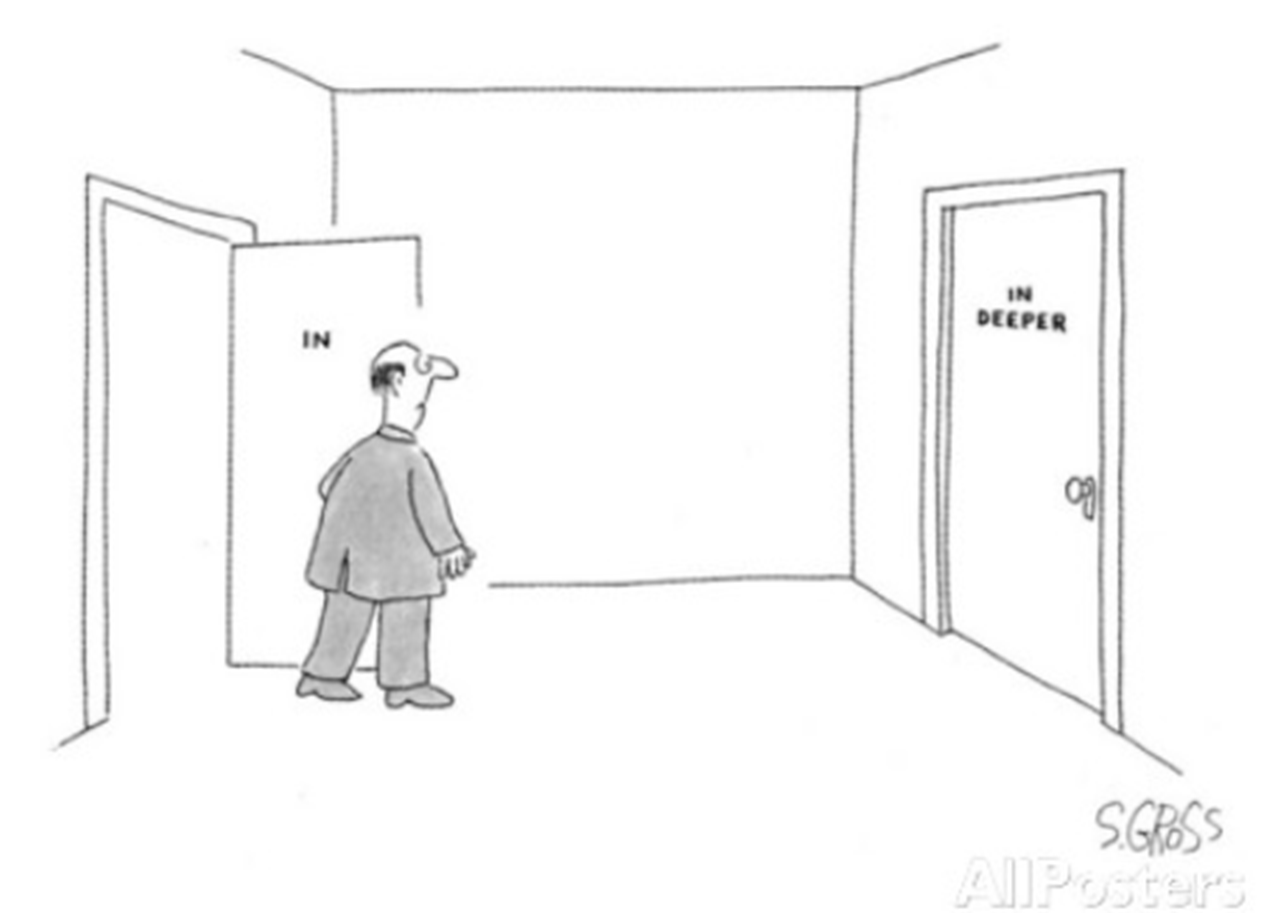 IN
IN
DEEPER
S.GROSS
AllPosters